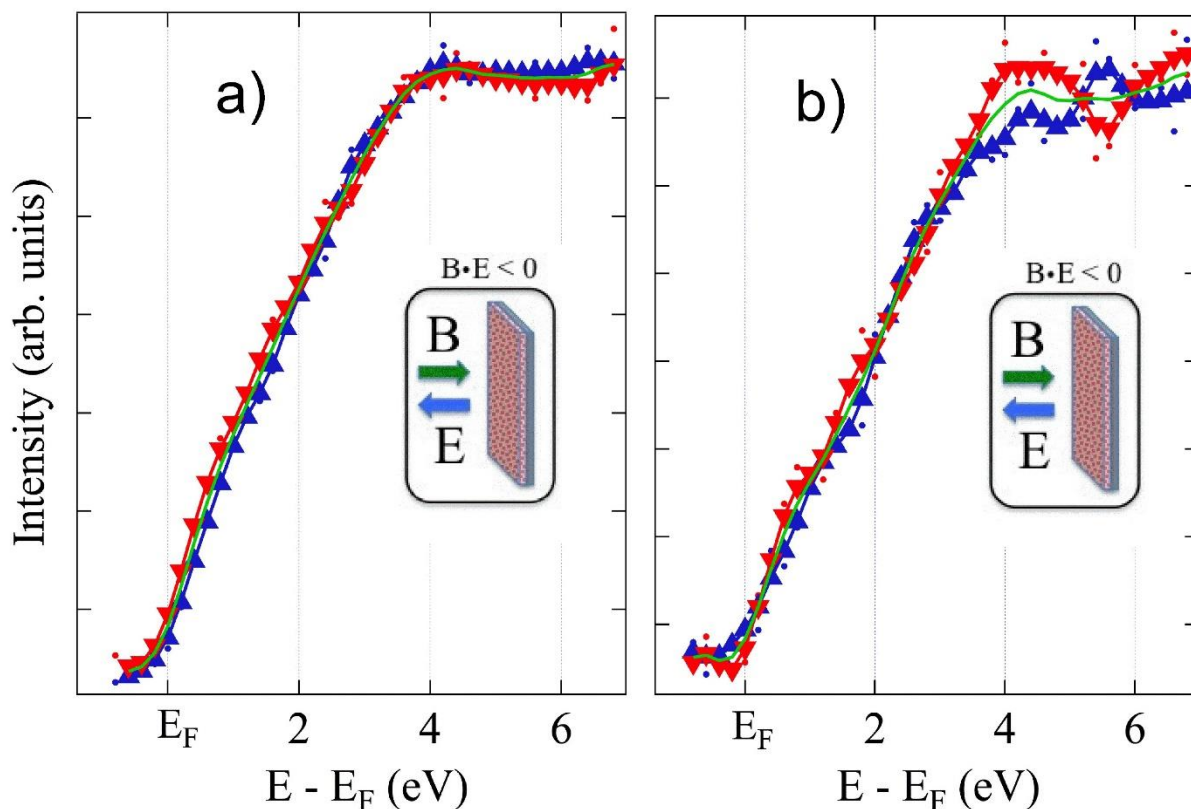 a)
b)
Intensity (arb. units)
B•E < 0
B
E
B•E < 0
B
E
E_F 2 4 6
E_F 2 4 6
E - E_F (eV)
E - E_F (eV)